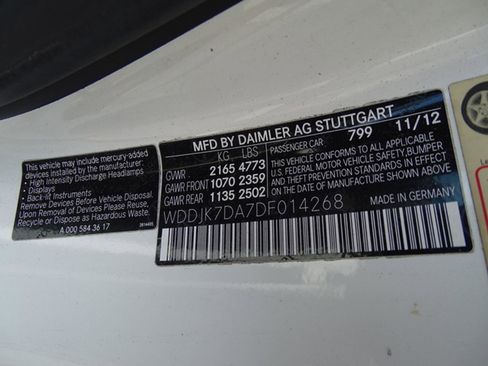 This vehicle may include mercury-added
devices installed by the manufacturer:
- High Intensity Discharge Headlamps
- Displays
- Back-lit Instruments
Remove Devices Before Vehicle Disposal.
Upon Removal of Devices Please Reuse,
Recycle or Dispose as Hazardous Waste.
A 000 584 36 17
MFD BY DAIMLER AG STUTTGART
KG LBS
GVWR 2165 4773
GAWR FRONT 1070 2359
GAWR REAR 1135 2502
PASSENGER CAR 799 11/12
THIS VEHICLE CONFORMS TO ALL APPLICABLE
U.S. FEDERAL MOTOR VEHICLE SAFETY, BUMPER
AND THEFT PREVENTION STANDARDS IN EFFECT
ON THE DATE OF MANUFACTURE SHOWN ABOVE.
WDDJK7DA7DF014268
MADE IN GERMANY